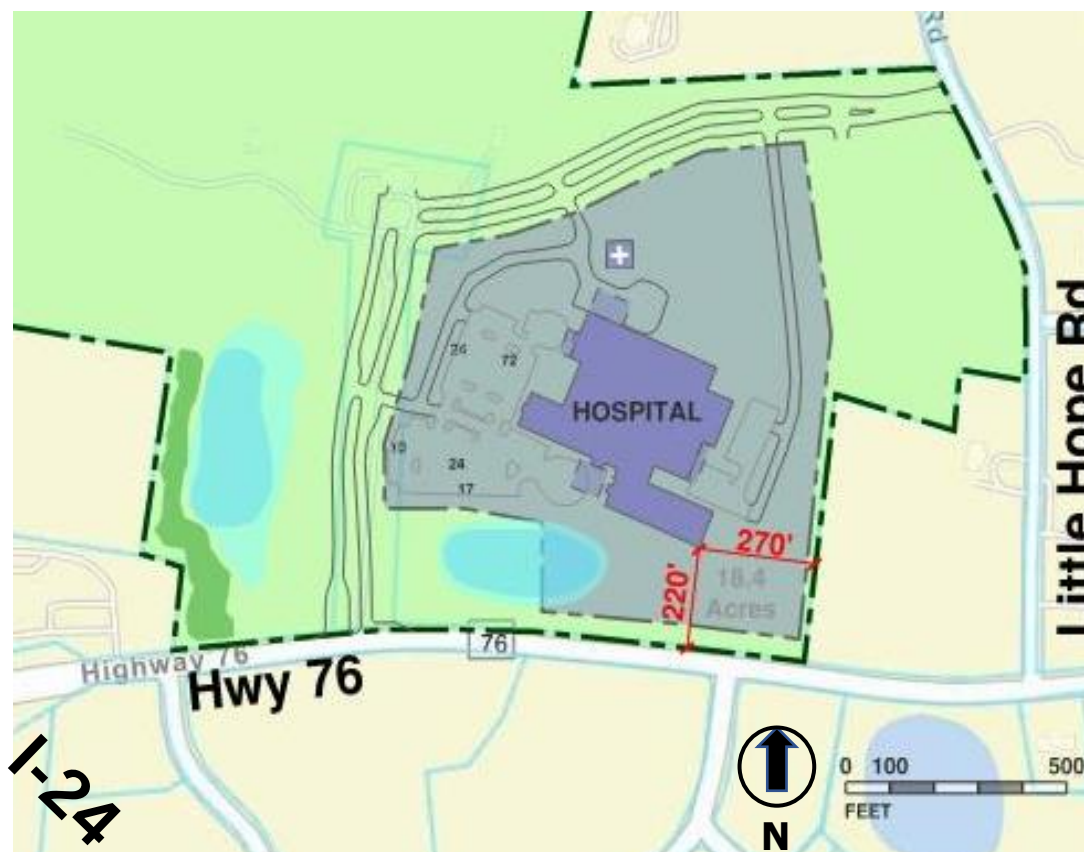 Rd
26
72
HOSPITAL
13
24
17
270'
18.4
Acres
220'
Little Hope Rd
76
Highway 76
Hwy 76
I-24
N
0 100 500
FEET